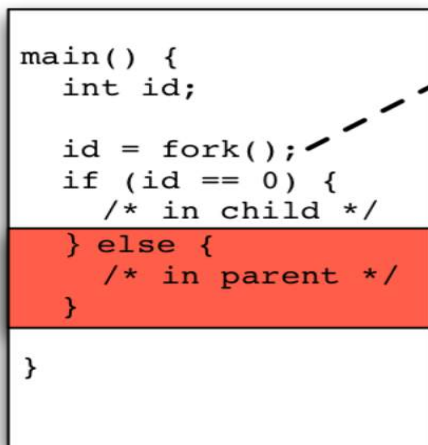 main() {
int id;
id = fork();
if (id == 0) {
/* in child */
} else {
/* in parent */
}
}